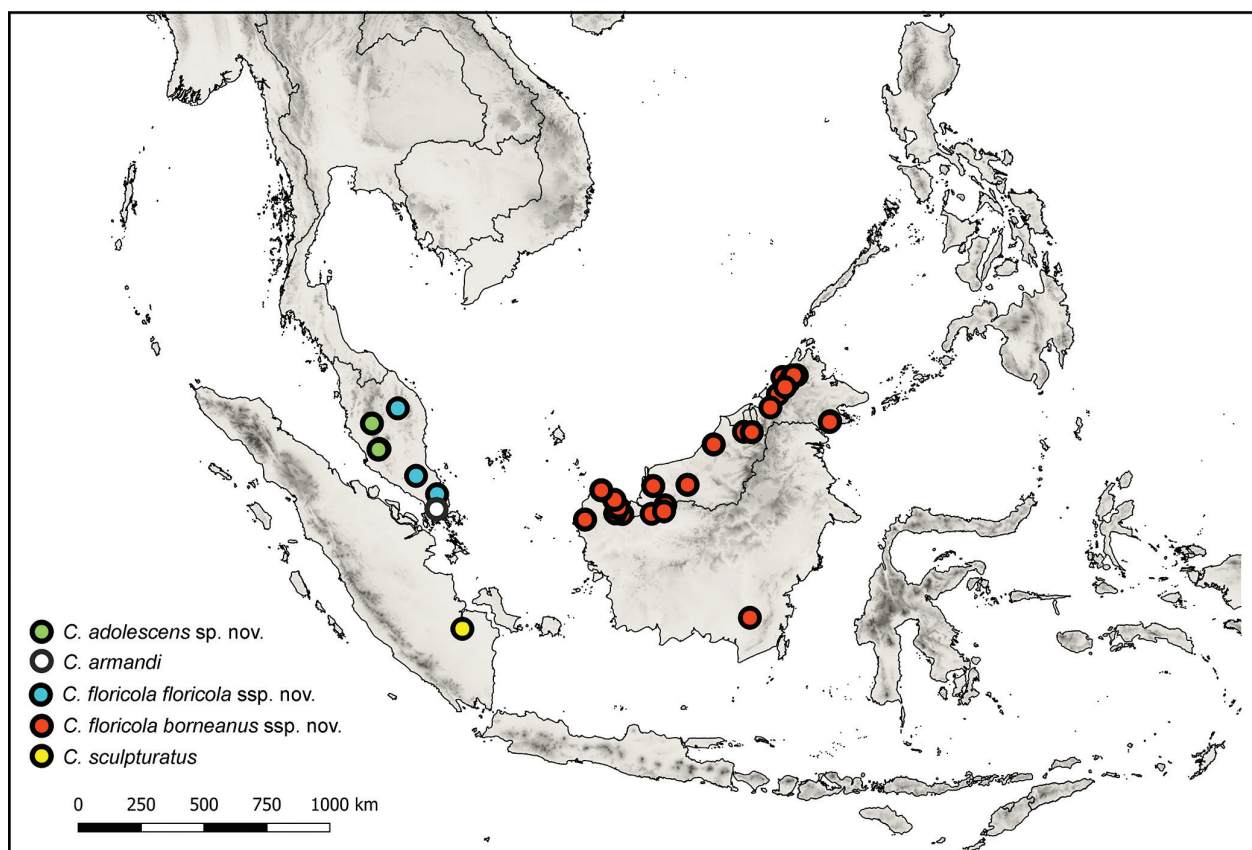 C. adolescens sp. nov.
C. armandi
C. floricola floricola ssp. nov.
C. floricola borneanus ssp. nov.
C. sculpturatus
0 250 500 750 1000 km